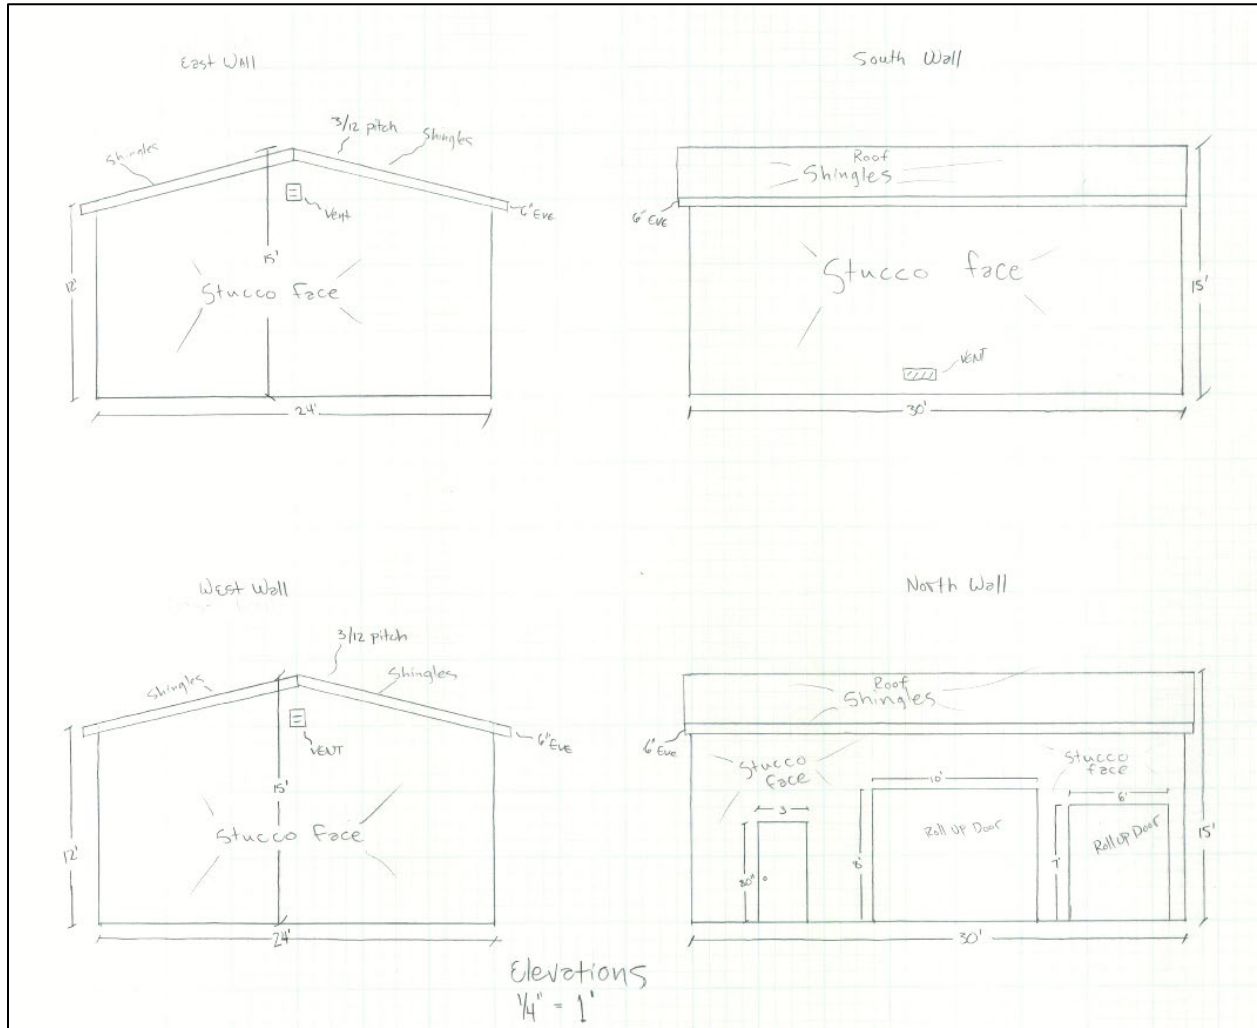 East Wall
3/12 pitch
Shingles
Shingles
Vent
6" EVE
12'
15'
Stucco Face
24'
South Wall
Roof
Shingles
6" EVE
Stucco face
15'
VENT
30'
West Wall
3/12 pitch
Shingles
Shingles
VENT
6" EVE
12'
15'
Stucco Face
24'
North Wall
Roof
Shingles
6" Eve
Stucco
face
Stucco
face
10'
3
6'
Roll Up Door
Roll Up Door
80"
8'
7'
15'
30'
Elevations
1/4" = 1'